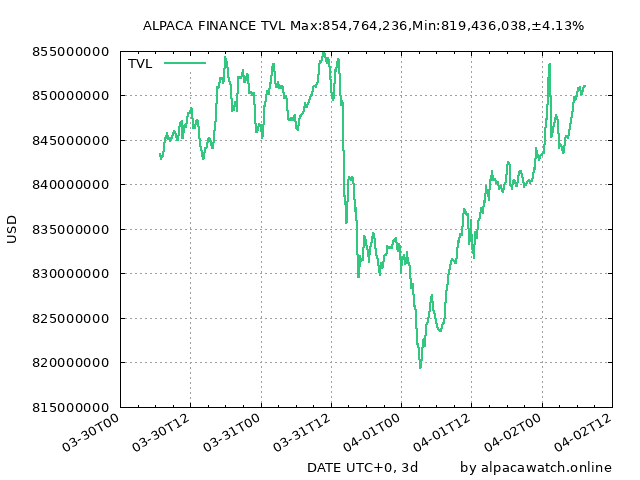 ALPACA FINANCE TVL Max:854,764,236,Min:819,436,038,±4.13%
TVL
855000000
850000000
845000000
840000000
835000000
830000000
825000000
820000000
815000000
USD
03-30T00
03-30T12
03-31T00
03-31T12
04-01T00
04-01T12
04-02T00
04-02T12
DATE UTC+0, 3d
by alpacawatch.online